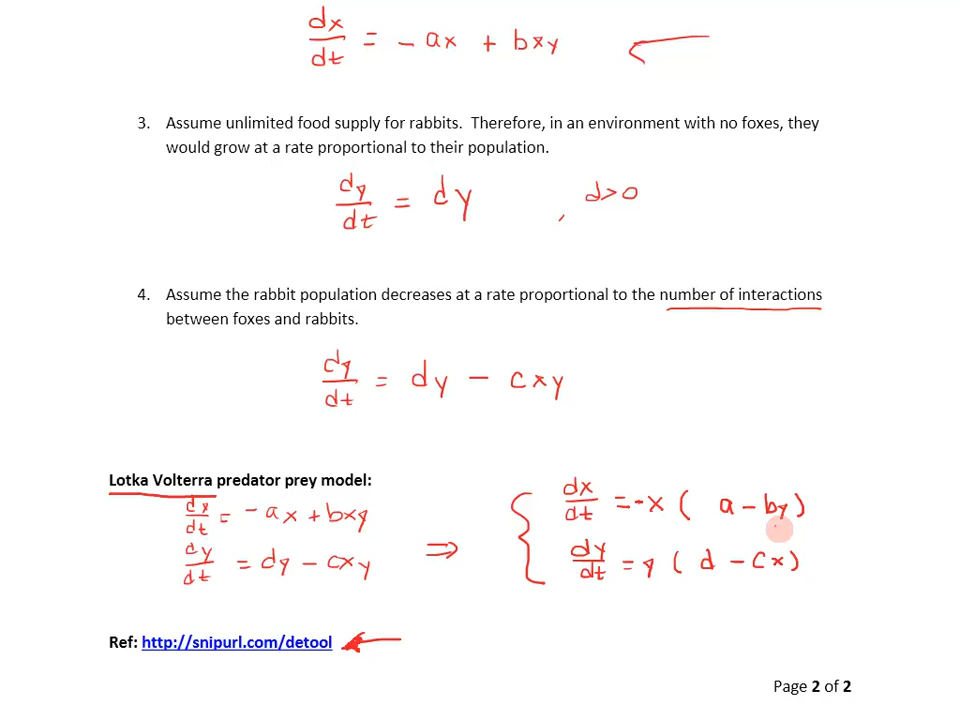 dx/dt = - ax + bxy
3. Assume unlimited food supply for rabbits. Therefore, in an environment with no foxes, they
would grow at a rate proportional to their population.
dy/dt = dy , d>0
4. Assume the rabbit population decreases at a rate proportional to the number of interactions
between foxes and rabbits.
dy/dt = dy - cxy
Lotka Volterra predator prey model:
dx/dt = - ax + bxy
dy/dt = dy - cxy
⇒
dx/dt = -x ( a - by )
dy/dt = y ( d - cx )
Ref: http://snipurl.com/detool
Page 2 of 2